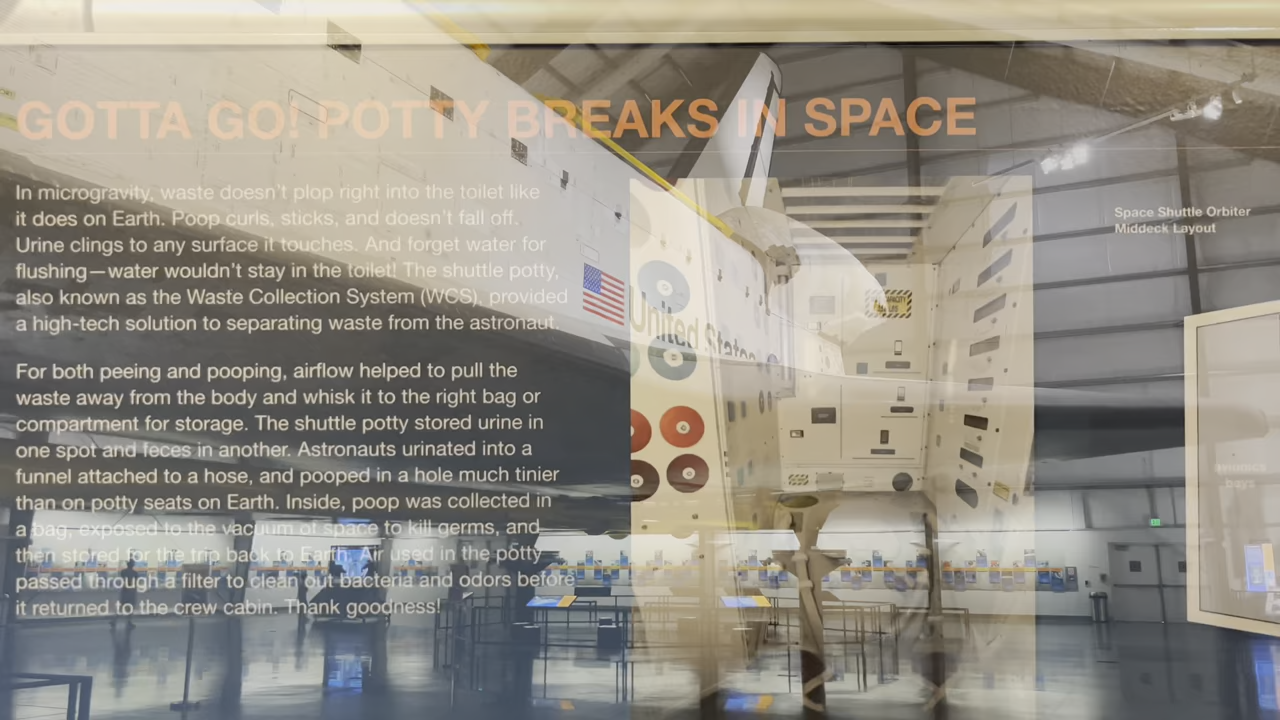 GOTTA GO! POTTY BREAKS IN SPACE
In microgravity, waste doesn't plop right into the toilet like
it does on Earth. Poop curls, sticks, and doesn't fall off.
Urine clings to any surface it touches. And forget water for
flushing—water wouldn't stay in the toilet! The shuttle potty,
also known as the Waste Collection System (WCS), provided
a high-tech solution to separating waste from the astronaut.
For both peeing and pooping, airflow helped to pull the
waste away from the body and whisk it to the right bag or
compartment for storage. The shuttle potty stored urine in
one spot and feces in another. Astronauts urinated into a
funnel attached to a hose, and pooped in a hole much tinier
than on potty seats on Earth. Inside, poop was collected in
a bag, exposed to the vacuum of space to kill germs, and
then stored for the trip back to Earth. Air used in the potty
passed through a filter to clean out bacteria and odors before
it returned to the crew cabin. Thank goodness!
United States
Space Shuttle Orbiter
Middeck Layout
avionics
bays